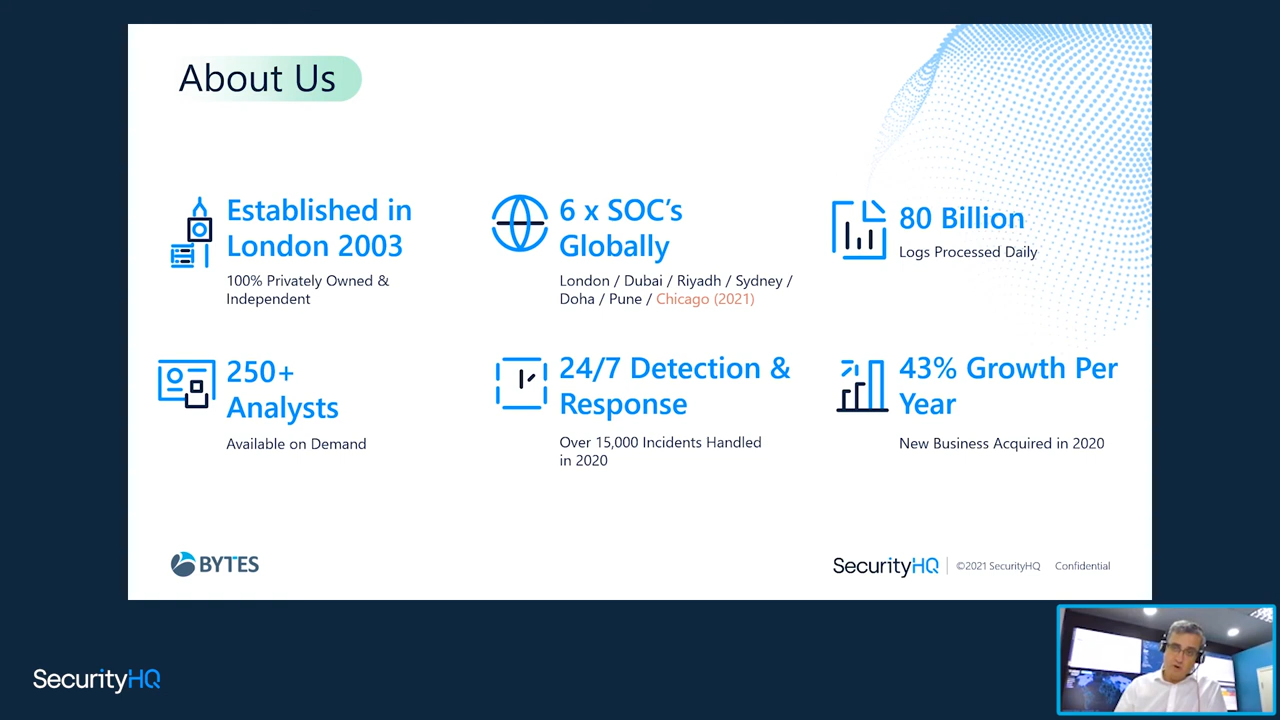 About Us
Established in
London 2003
100% Privately Owned &
Independent
6 x SOC's
Globally
London / Dubai / Riyadh / Sydney /
Doha / Pune / Chicago (2021)
80 Billion
Logs Processed Daily
250+
Analysts
Available on Demand
24/7 Detection &
Response
Over 15,000 Incidents Handled
in 2020
43% Growth Per
Year
New Business Acquired in 2020
BYTES
SecurityHQ
©2021 SecurityHQ Confidential
SecurityHQ